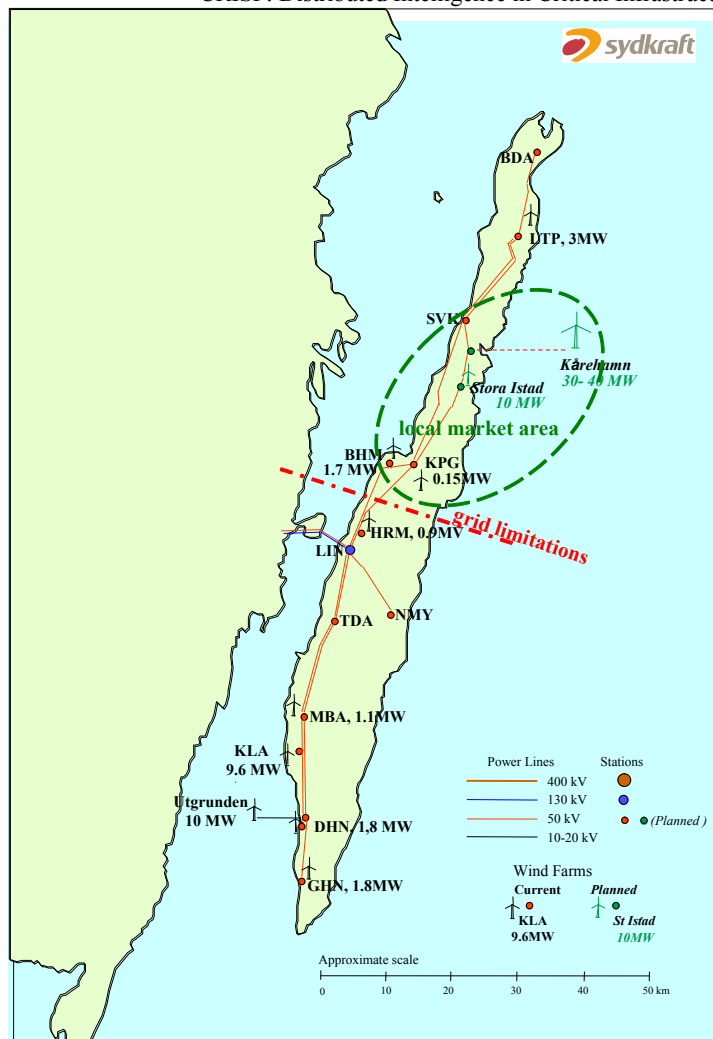 sydkraft
BDA
LTP, 3MW
SVK
Kårehamn
30- 40 MW
Stora Istad
10 MW
local market area
BHM
1.7 MW
KPG
0.15MW
grid limitations
HRM, 0.9MV
LIN
NMY
TDA
MBA, 1.1MW
KLA
9.6 MW
Utgrunden
10 MW
DHN, 1,8 MW
GHN, 1.8MW
Power Lines Stations
400 kV
130 kV
50 kV (Planned )
10-20 kV
Wind Farms
Current Planned
KLA St Istad
9.6MW 10MW
Approximate scale
0 10 20 30 40 50 km